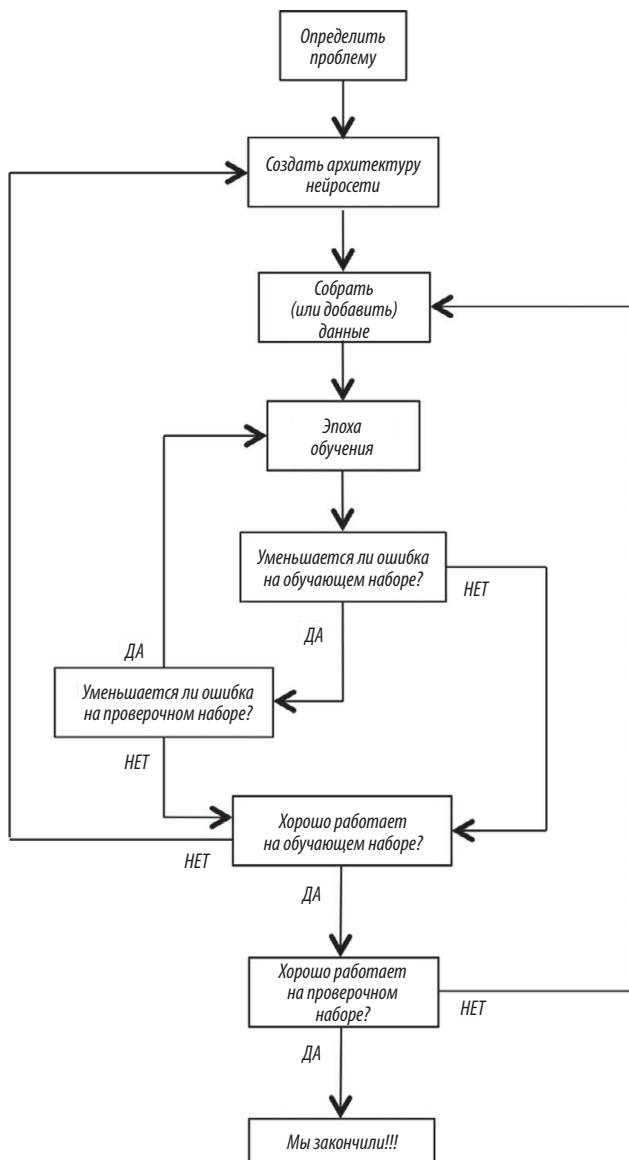 Определить
проблему
Создать архитектуру
нейросети
Собрать
(или добавить)
данные
Эпоха
обучения
Уменьшается ли ошибка
на обучающем наборе?
НЕТ
ДА
ДА
Уменьшается ли ошибка
на проверочном наборе?
НЕТ
Хорошо работает
на обучающем наборе?
НЕТ
ДА
Хорошо работает
на проверочном
наборе?
НЕТ
ДА
Мы закончили!!!